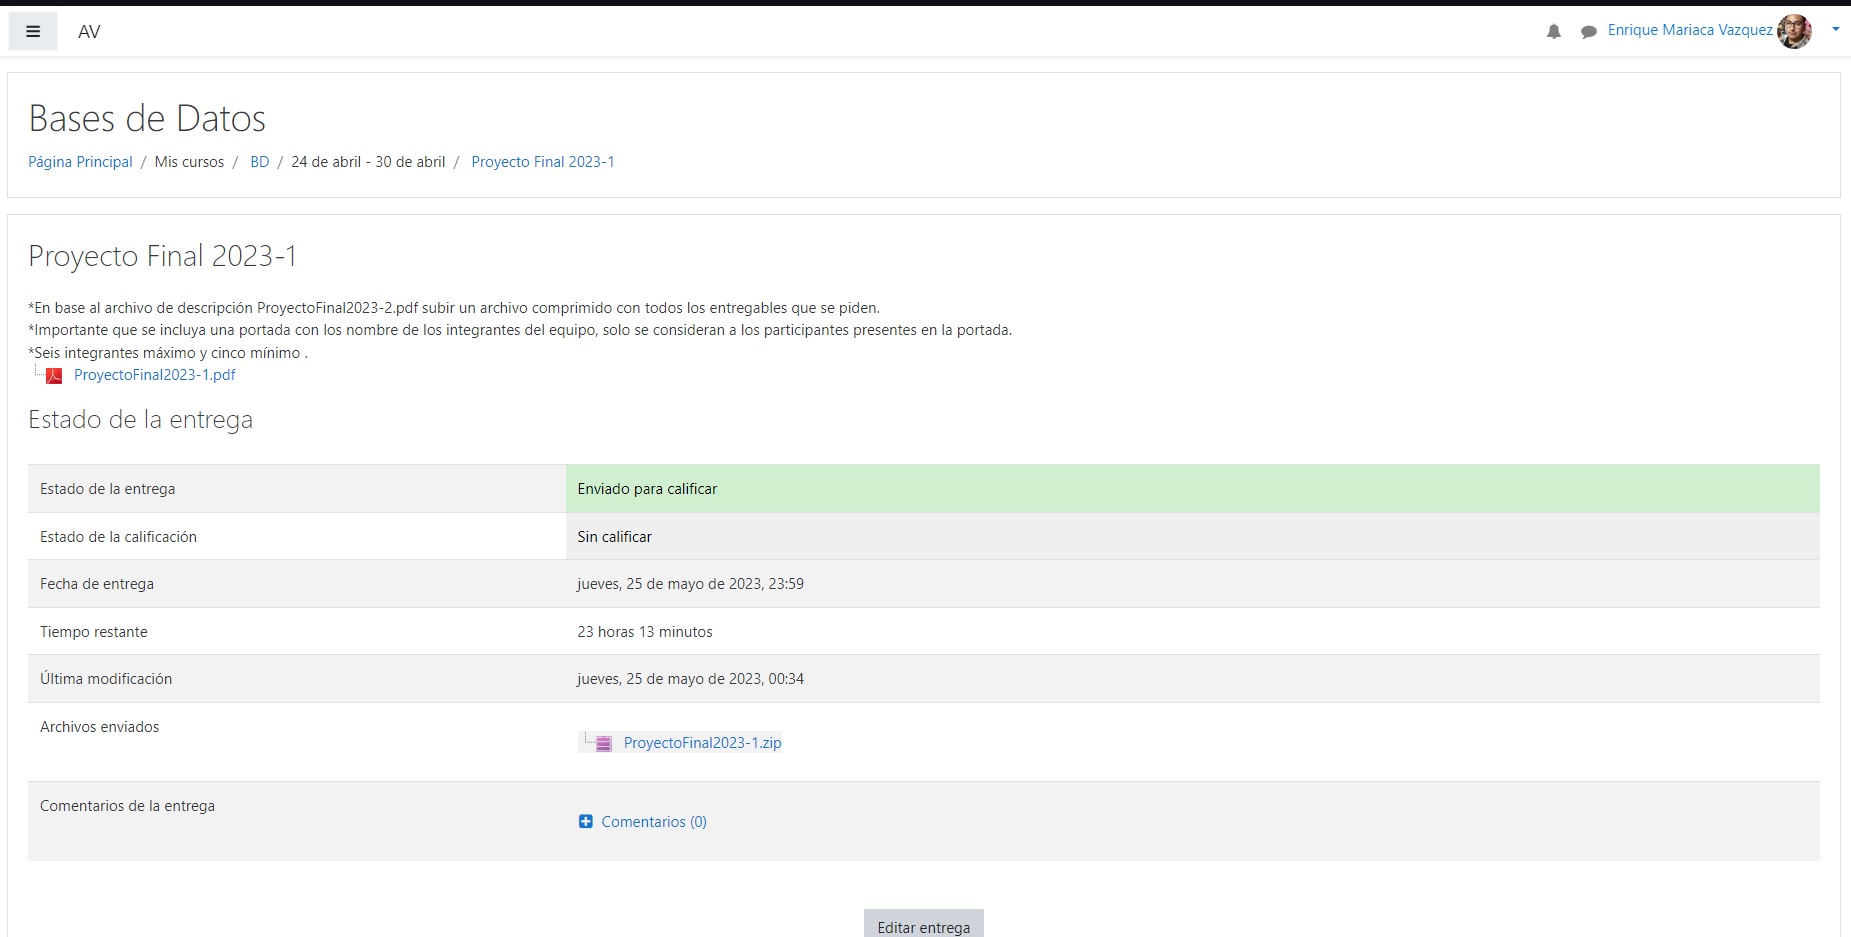 AV
Enrique Mariaca Vazquez
Bases de Datos
Página Principal / Mis cursos / BD / 24 de abril - 30 de abril / Proyecto Final 2023-1
Proyecto Final 2023-1
*En base al archivo de descripción ProyectoFinal2023-2.pdf subir un archivo comprimido con todos los entregables que se piden.
*Importante que se incluya una portada con los nombre de los integrantes del equipo, solo se consideran a los participantes presentes en la portada.
*Seis integrantes máximo y cinco mínimo .
ProyectoFinal2023-1.pdf
Estado de la entrega
Estado de la entrega Enviado para calificar
Estado de la calificación Sin calificar
Fecha de entrega jueves, 25 de mayo de 2023, 23:59
Tiempo restante 23 horas 13 minutos
Última modificación jueves, 25 de mayo de 2023, 00:34
Archivos enviados
ProyectoFinal2023-1.zip
Comentarios de la entrega
Comentarios (0)
Editar entrega